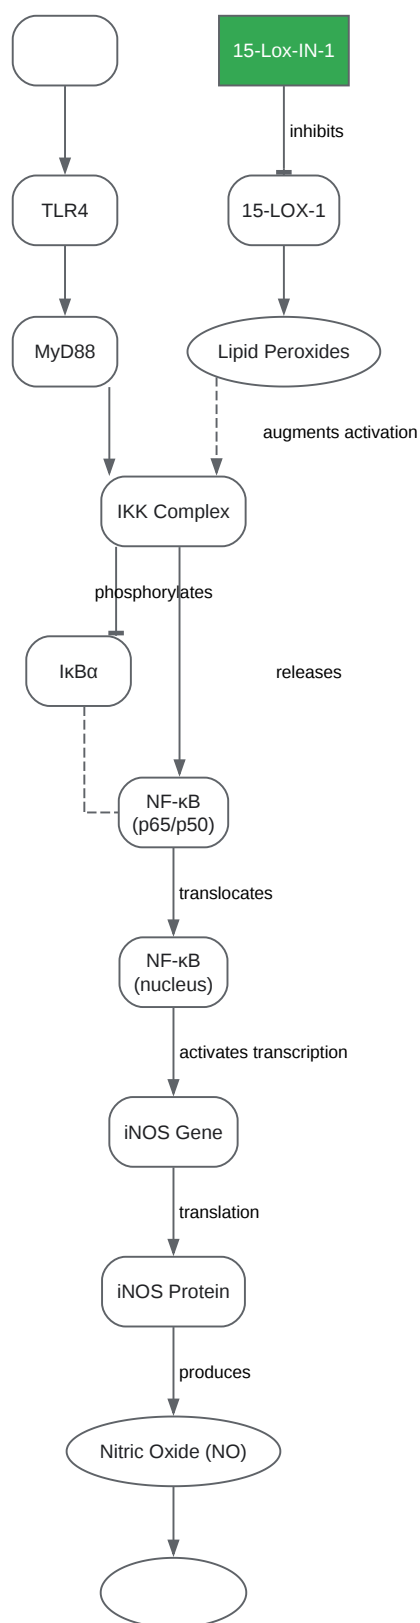 15-Lox-IN-1
inhibits
TLR4
15-LOX-1
MyD88
Lipid Peroxides
augments activation
IKK Complex
phosphorylates
IκBα
releases
NF-κB
(p65/p50)
translocates
NF-κB
(nucleus)
activates transcription
iNOS Gene
translation
iNOS Protein
produces
Nitric Oxide (NO)